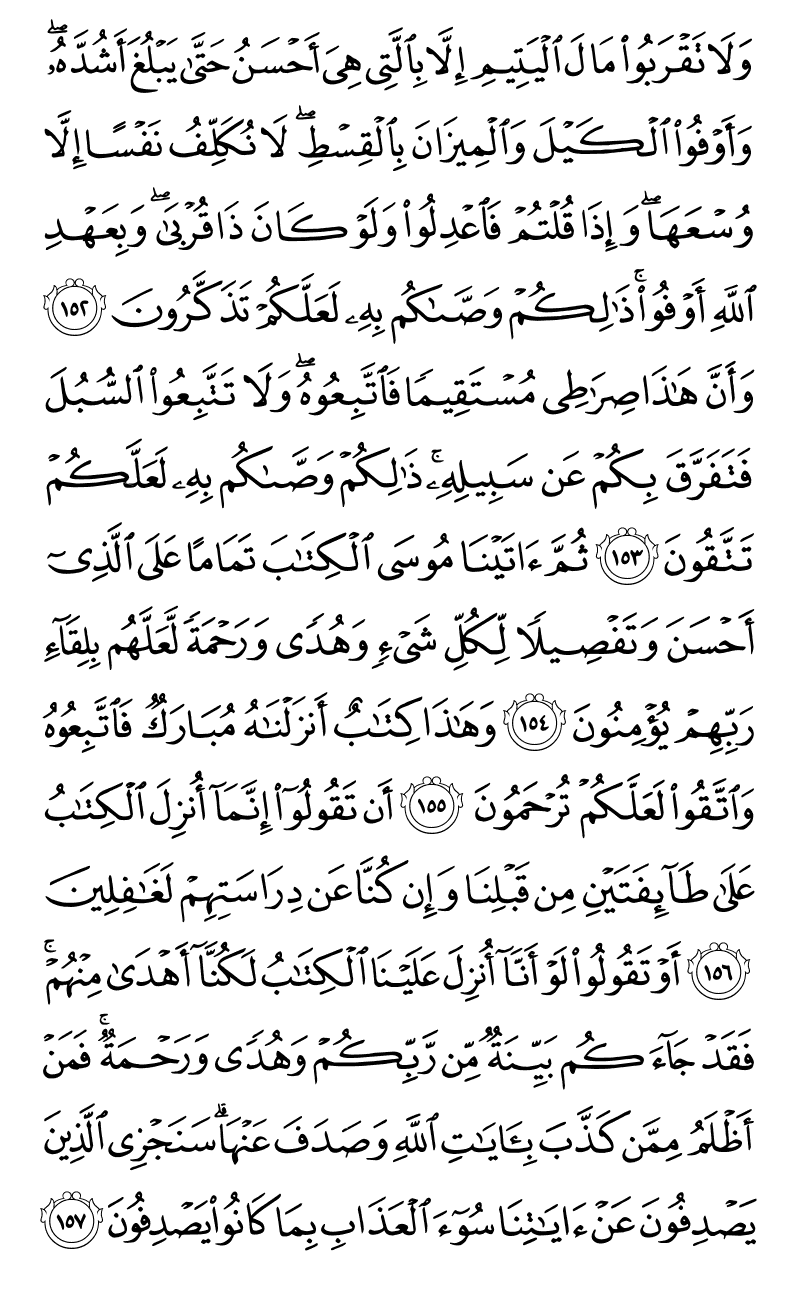 وَلَا تَقۡرَبُواْ مَالَ ٱلۡيَتِيمِ إِلَّا بِٱلَّتِي هِيَ أَحۡسَنُ حَتَّىٰ يَبۡلُغَ أَشُدَّهُۥۖ
وَأَوۡفُواْ ٱلۡكَيۡلَ وَٱلۡمِيزَانَ بِٱلۡقِسۡطِۖ لَا نُكَلِّفُ نَفۡسًا إِلَّا
وُسۡعَهَاۖ وَإِذَا قُلۡتُمۡ فَٱعۡدِلُواْ وَلَوۡ كَانَ ذَا قُرۡبَىٰۖ وَبِعَهۡدِ
ٱللَّهِ أَوۡفُواْۚ ذَٰلِكُمۡ وَصَّىٰكُم بِهِۦ لَعَلَّكُمۡ تَذَكَّرُونَ ١٥٢
وَأَنَّ هَٰذَا صِرَٰطِي مُسۡتَقِيمٗا فَٱتَّبِعُوهُۖ وَلَا تَتَّبِعُواْ ٱلسُّبُلَ
فَتَفَرَّقَ بِكُمۡ عَن سَبِيلِهِۦۚ ذَٰلِكُمۡ وَصَّىٰكُم بِهِۦ لَعَلَّكُمۡ
تَتَّقُونَ ١٥٣ ثُمَّ ءَاتَيۡنَا مُوسَى ٱلۡكِتَٰبَ تَمَامًا عَلَى ٱلَّذِيٓ
أَحۡسَنَ وَتَفۡصِيلٗا لِّكُلِّ شَيۡءٖ وَهُدٗى وَرَحۡمَةٗ لَّعَلَّهُم بِلِقَآءِ
رَبِّهِمۡ يُؤۡمِنُونَ ١٥٤ وَهَٰذَا كِتَٰبٌ أَنزَلۡنَٰهُ مُبَارَكٞ فَٱتَّبِعُوهُ
وَٱتَّقُواْ لَعَلَّكُمۡ تُرۡحَمُونَ ١٥٥ أَن تَقُولُوٓاْ إِنَّمَآ أُنزِلَ ٱلۡكِتَٰبُ
عَلَىٰ طَآئِفَتَيۡنِ مِن قَبۡلِنَا وَإِن كُنَّا عَن دِرَاسَتِهِمۡ لَغَٰفِلِينَ
١٥٦ أَوۡ تَقُولُواْ لَوۡ أَنَّآ أُنزِلَ عَلَيۡنَا ٱلۡكِتَٰبُ لَكُنَّآ أَهۡدَىٰ مِنۡهُمۡۚ
فَقَدۡ جَآءَكُم بَيِّنَةٞ مِّن رَّبِّكُمۡ وَهُدٗى وَرَحۡمَةٞۚ فَمَنۡ
أَظۡلَمُ مِمَّن كَذَّبَ بِـَٔايَٰتِ ٱللَّهِ وَصَدَفَ عَنۡهَاۗ سَنَجۡزِي ٱلَّذِينَ
يَصۡدِفُونَ عَنۡ ءَايَٰتِنَا سُوٓءَ ٱلۡعَذَابِ بِمَا كَانُواْ يَصۡدِفُونَ ١٥٧